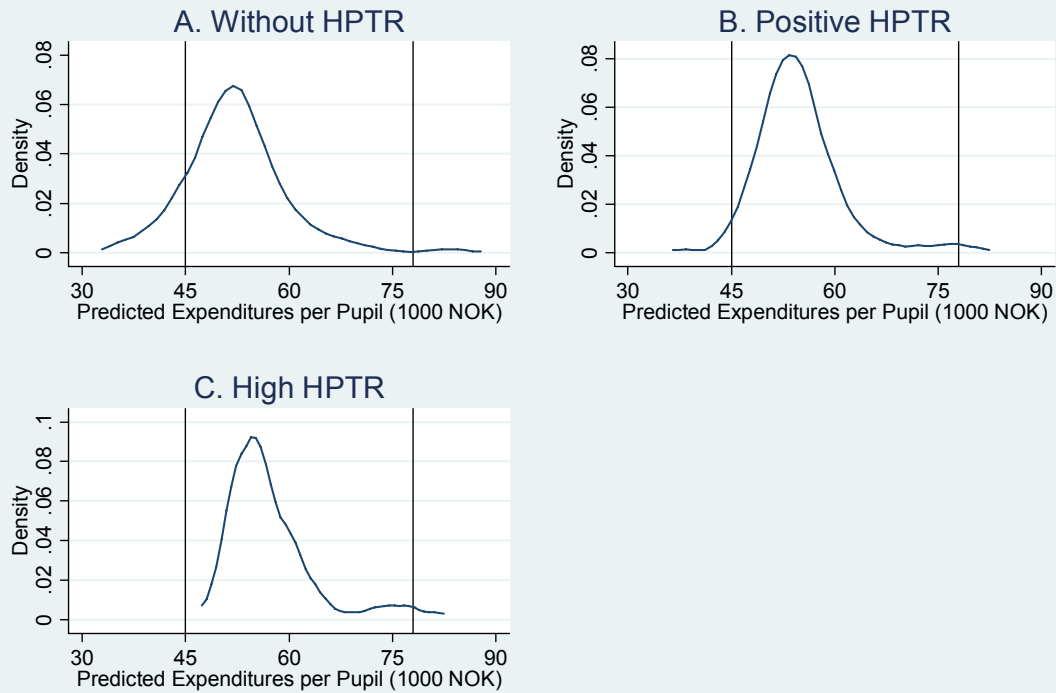 A. Without HPTR
Density
0 .02 .04 .06 .08
30 45 60 75 90
Predicted Expenditures per Pupil (1000 NOK)
B. Positive HPTR
Density
0 .02 .04 .06 .08
30 45 60 75 90
Predicted Expenditures per Pupil (1000 NOK)
C. High HPTR
Density
0 .02 .04 .06 .08 .1
30 45 60 75 90
Predicted Expenditures per Pupil (1000 NOK)